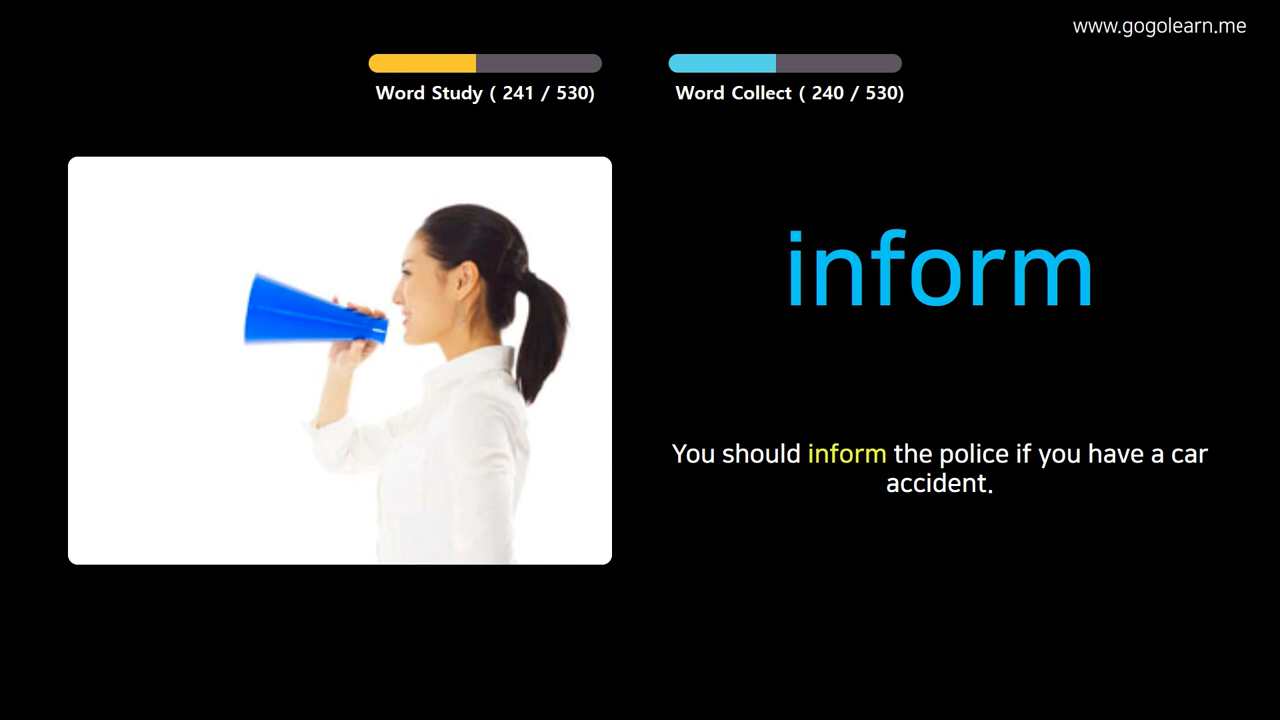 www.gogolearn.me
Word Study ( 241 / 530)
Word Collect ( 240 / 530)
inform
You should inform the police if you have a car
accident.